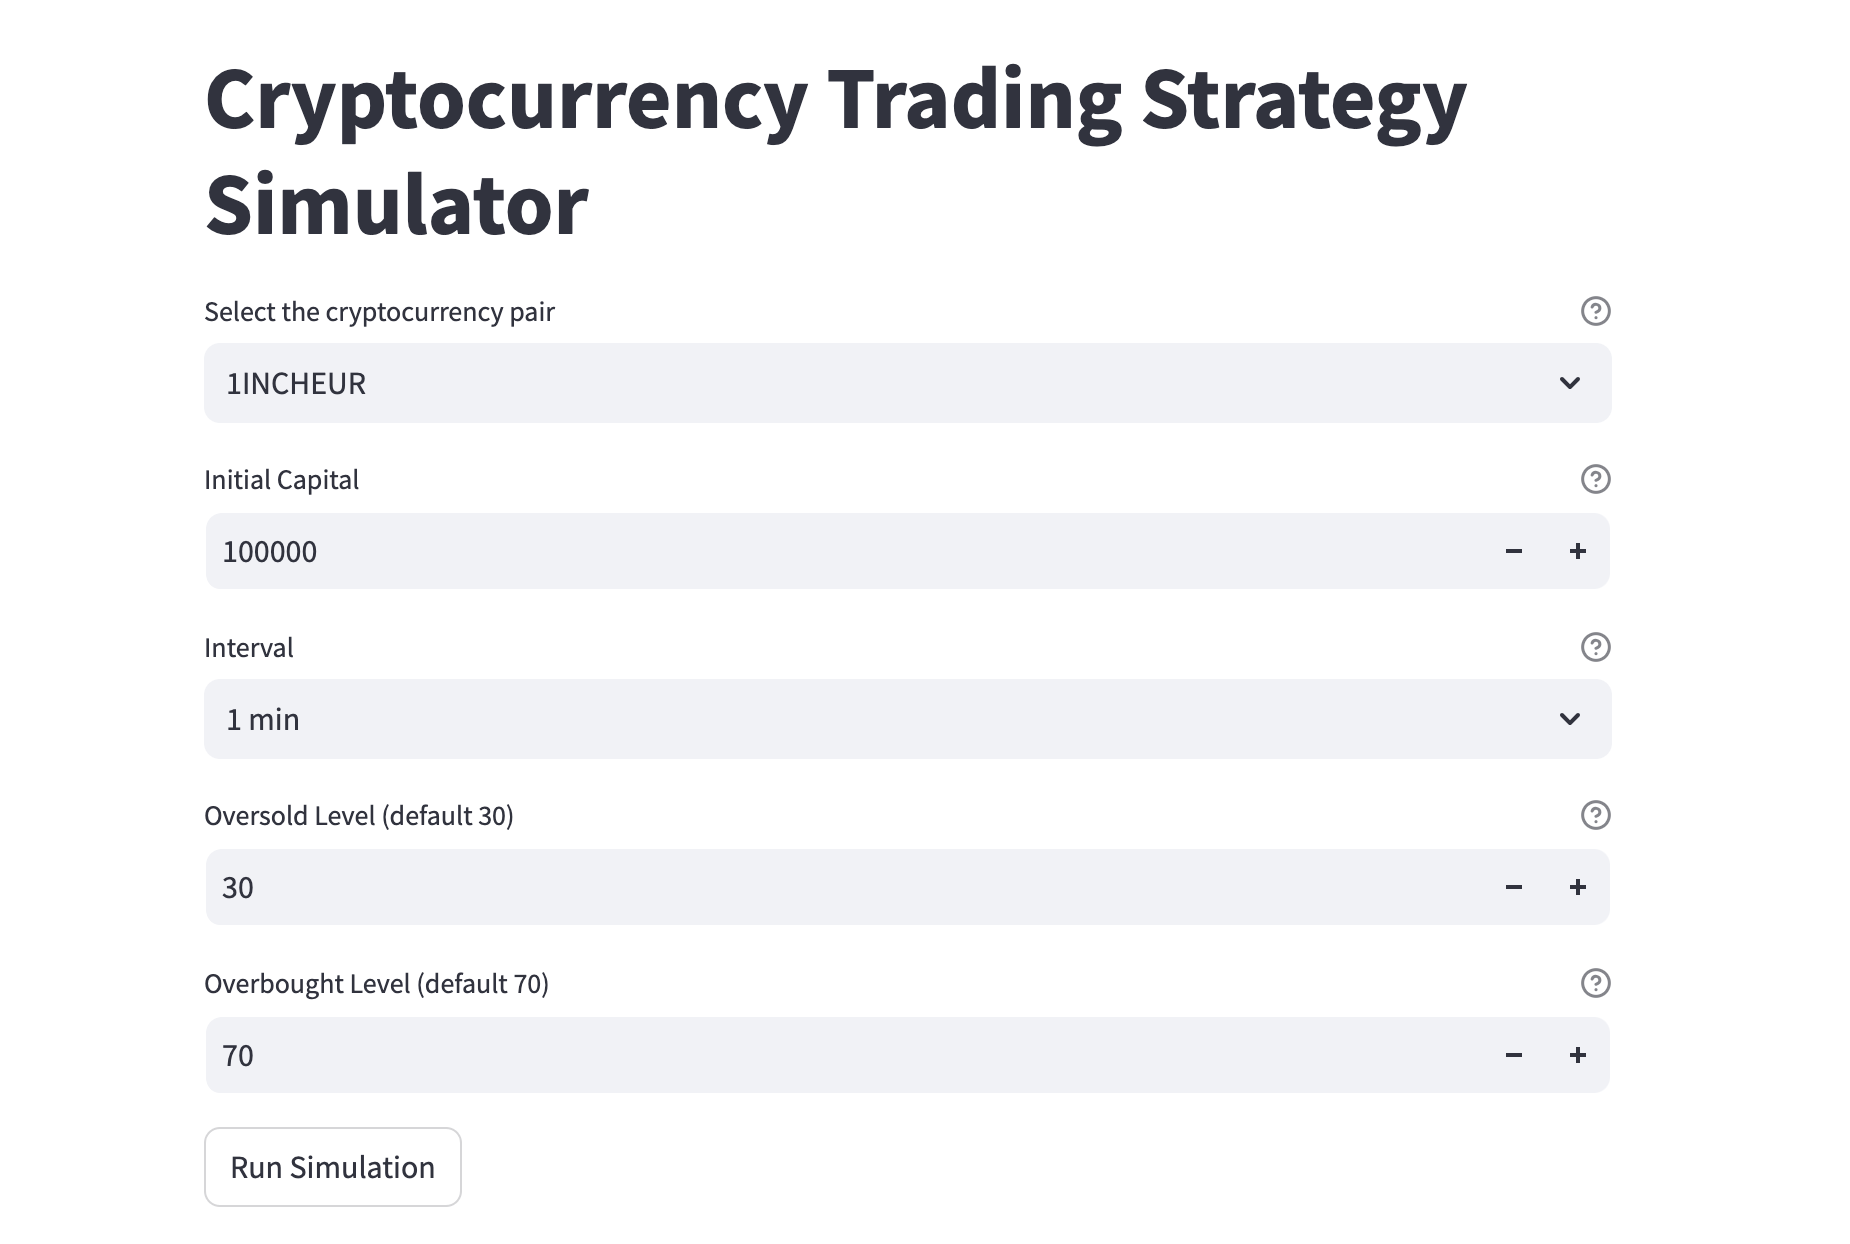 Cryptocurrency Trading Strategy
Simulator
Select the cryptocurrency pair
1INCHEUR
Initial Capital
100000
Interval
1 min
Oversold Level (default 30)
30
Overbought Level (default 70)
70
Run Simulation